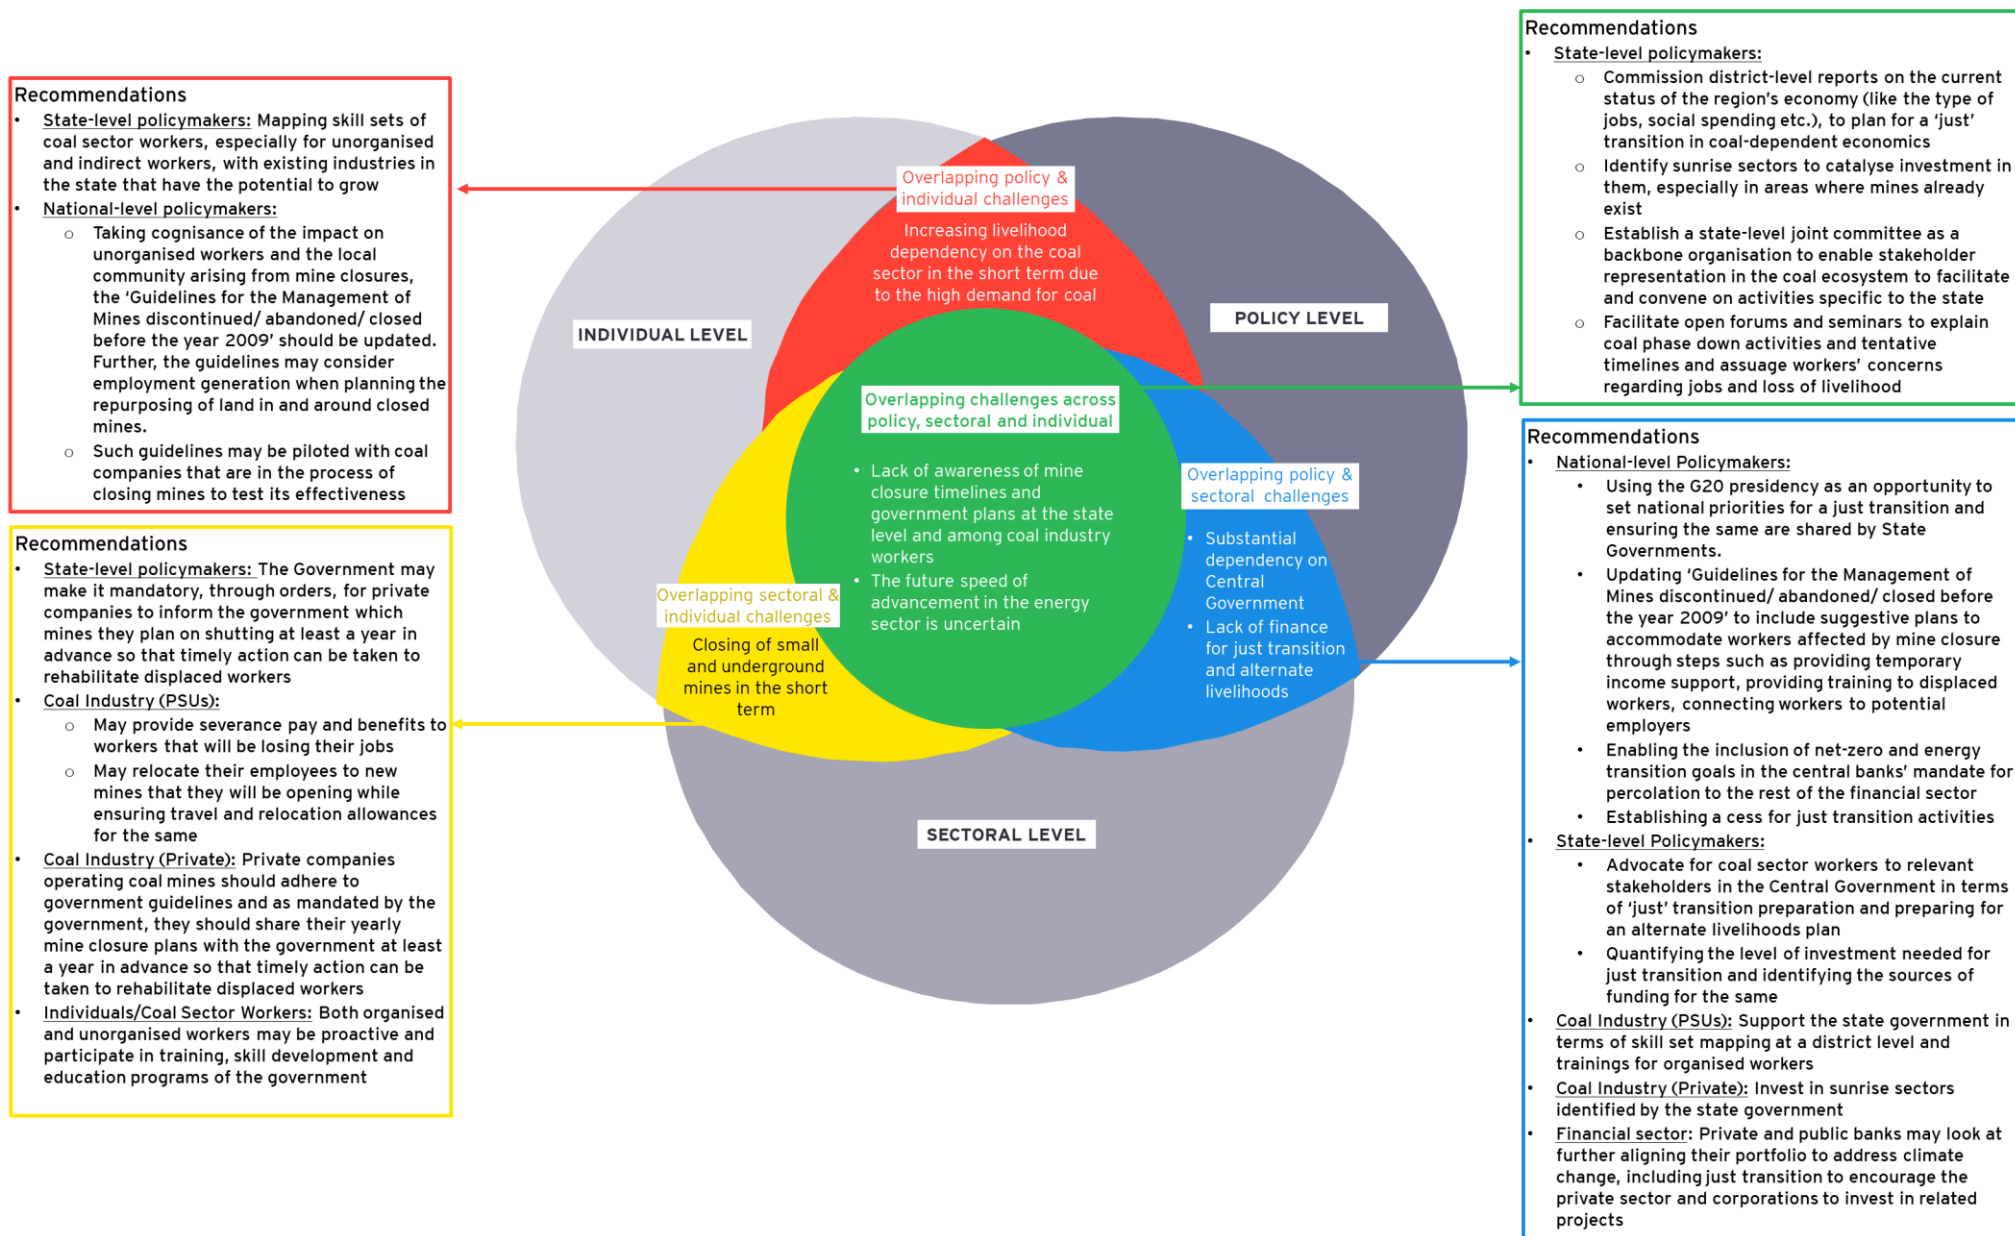 Recommendations
• State-level policymakers: Mapping skill sets of
coal sector workers, especially for unorganised
and indirect workers, with existing industries in
the state that have the potential to grow
• National-level policymakers:
o Taking cognisance of the impact on
unorganised workers and the local
community arising from mine closures,
the ‘Guidelines for the Management of
Mines discontinued/ abandoned/ closed
before the year 2009’ should be updated.
Further, the guidelines may consider
employment generation when planning the
repurposing of land in and around closed
mines.
o Such guidelines may be piloted with coal
companies that are in the process of
closing mines to test its effectiveness
Recommendations
• State-level policymakers: The Government may
make it mandatory, through orders, for private
companies to inform the government which
mines they plan on shutting at least a year in
advance so that timely action can be taken to
rehabilitate displaced workers
• Coal Industry (PSUs):
o May provide severance pay and benefits to
workers that will be losing their jobs
o May relocate their employees to new
mines that they will be opening while
ensuring travel and relocation allowances
for the same
• Coal Industry (Private): Private companies
operating coal mines should adhere to
government guidelines and as mandated by the
government, they should share their yearly
mine closure plans with the government at least
a year in advance so that timely action can be
taken to rehabilitate displaced workers
• Individuals/Coal Sector Workers: Both organised
and unorganised workers may be proactive and
participate in training, skill development and
education programs of the government
INDIVIDUAL LEVEL
POLICY LEVEL
SECTORAL LEVEL
Overlapping policy &
individual challenges
Increasing livelihood
dependency on the coal
sector in the short term due
to the high demand for coal
Overlapping challenges across
policy, sectoral and individual
• Lack of awareness of mine
closure timelines and
government plans at the state
level and among coal industry
workers
• The future speed of
advancement in the energy
sector is uncertain
Overlapping sectoral &
individual challenges
Closing of small
and underground
mines in the short
term
Overlapping policy &
sectoral challenges
• Substantial
dependency on
Central
Government
• Lack of finance
for just transition
and alternate
livelihoods
Recommendations
• State-level policymakers:
o Commission district-level reports on the current
status of the region’s economy (like the type of
jobs, social spending etc.), to plan for a ‘just’
transition in coal-dependent economics
o Identify sunrise sectors to catalyse investment in
them, especially in areas where mines already
exist
o Establish a state-level joint committee as a
backbone organisation to enable stakeholder
representation in the coal ecosystem to facilitate
and convene on activities specific to the state
o Facilitate open forums and seminars to explain
coal phase down activities and tentative
timelines and assuage workers’ concerns
regarding jobs and loss of livelihood
Recommendations
• National-level Policymakers:
• Using the G20 presidency as an opportunity to
set national priorities for a just transition and
ensuring the same are shared by State
Governments.
• Updating ‘Guidelines for the Management of
Mines discontinued/ abandoned/ closed before
the year 2009’ to include suggestive plans to
accommodate workers affected by mine closure
through steps such as providing temporary
income support, providing training to displaced
workers, connecting workers to potential
employers
• Enabling the inclusion of net-zero and energy
transition goals in the central banks’ mandate for
percolation to the rest of the financial sector
• Establishing a cess for just transition activities
• State-level Policymakers:
• Advocate for coal sector workers to relevant
stakeholders in the Central Government in terms
of ‘just’ transition preparation and preparing for
an alternate livelihoods plan
• Quantifying the level of investment needed for
just transition and identifying the sources of
funding for the same
• Coal Industry (PSUs): Support the state government in
terms of skill set mapping at a district level and
trainings for organised workers
• Coal Industry (Private): Invest in sunrise sectors
identified by the state government
• Financial sector: Private and public banks may look at
further aligning their portfolio to address climate
change, including just transition to encourage the
private sector and corporations to invest in related
projects